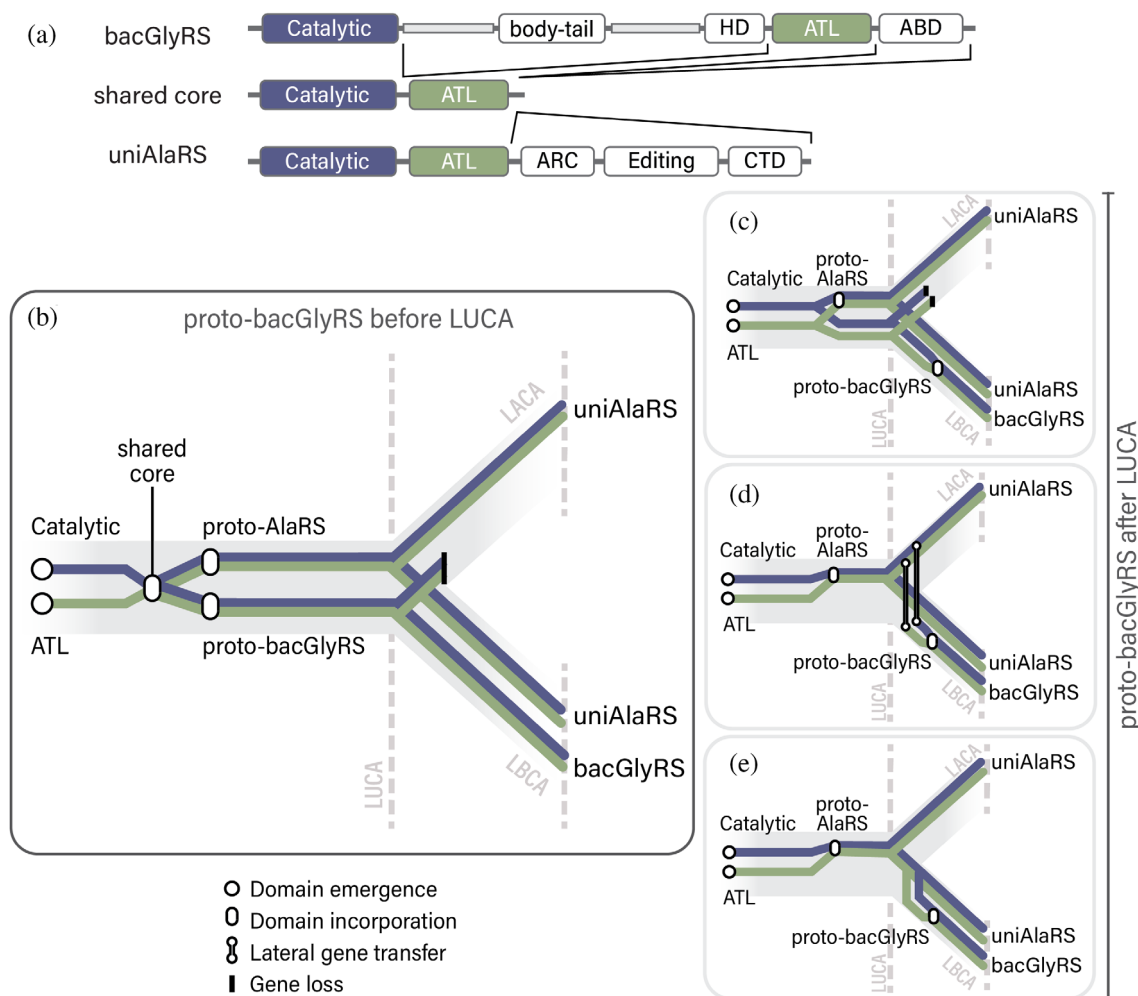 (a)
bacGlyRS
Catalytic
body-tail
HD
ATL
ABD
shared core
Catalytic
ATL
uniAlaRS
Catalytic
ATL
ARC
Editing
CTD
(b)
proto-bacGlyRS before LUCA
shared
core
Catalytic
ATL
proto-AlaRS
proto-bacGlyRS
LUCA
LACA
LBCA
uniAlaRS
uniAlaRS
bacGlyRS
Domain emergence
Domain incorporation
Lateral gene transfer
Gene loss
(c)
Catalytic
ATL
proto-
AlaRS
proto-bacGlyRS
LUCA
LACA
LBCA
uniAlaRS
uniAlaRS
bacGlyRS
(d)
Catalytic
ATL
proto-
AlaRS
proto-bacGlyRS
LUCA
LACA
LBCA
uniAlaRS
uniAlaRS
bacGlyRS
(e)
Catalytic
ATL
proto-
AlaRS
proto-bacGlyRS
LUCA
LACA
LBCA
uniAlaRS
uniAlaRS
bacGlyRS
proto-bacGlyRS after LUCA